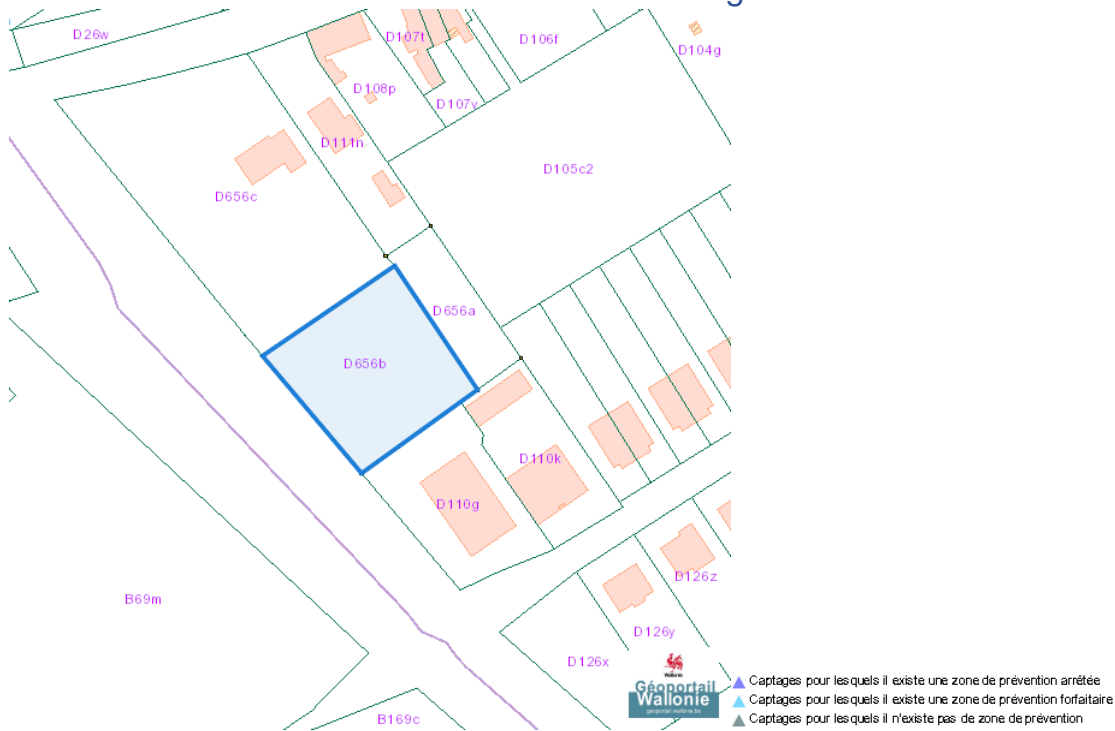 g
D26w
D107t
D106f
D104g
D108p
D107v
D111n
D105c2
D656c
D656a
D656b
D110k
D110g
D126z
B69m
D126y
D126x
B169c
Wallonie
Géoportail
Wallonie
geoportail.wallonie.be
Captages pour lesquels il existe une zone de prévention arrêtée
Captages pour lesquels il existe une zone de prévention forfaitaire
Captages pour lesquels il n'existe pas de zone de prévention